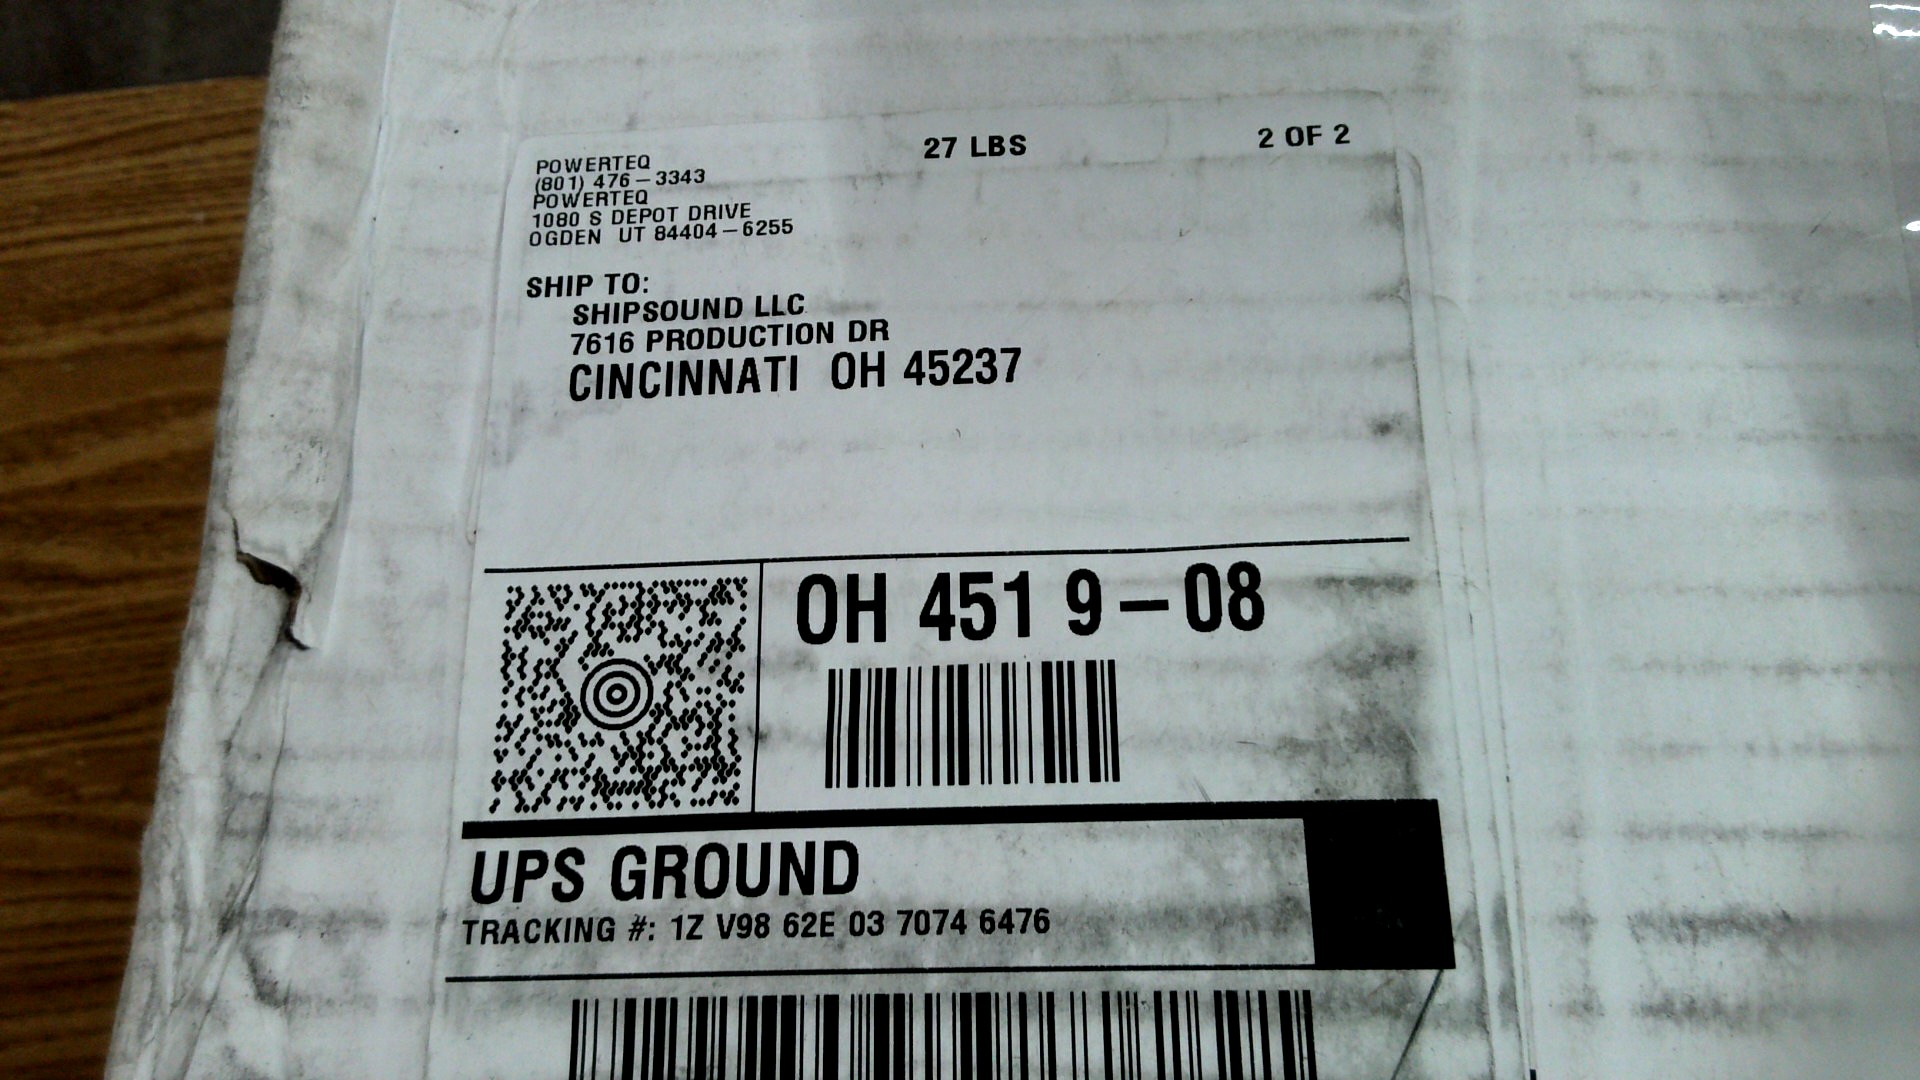 POWERTEQ
(801) 476-3343
POWERTEQ
1080 S DEPOT DRIVE
OGDEN UT 84404-6255
27 LBS
2 OF 2
SHIP TO:
SHIPSOUND LLC
7616 PRODUCTION DR
CINCINNATI OH 45237
OH 451 9-08
UPS GROUND
TRACKING #: 1Z V98 62E 03 7074 6476